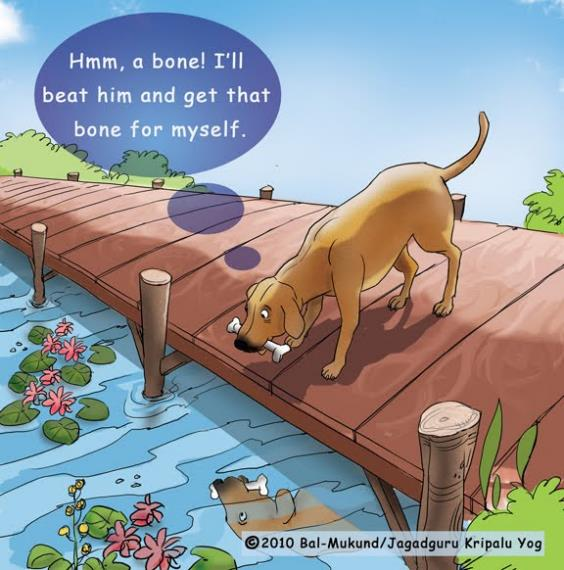 Hmm, a bone! I'll
beat him and get that
bone for myself.
©2010 Bal-Mukund/Jagadguru Kripalu Yog